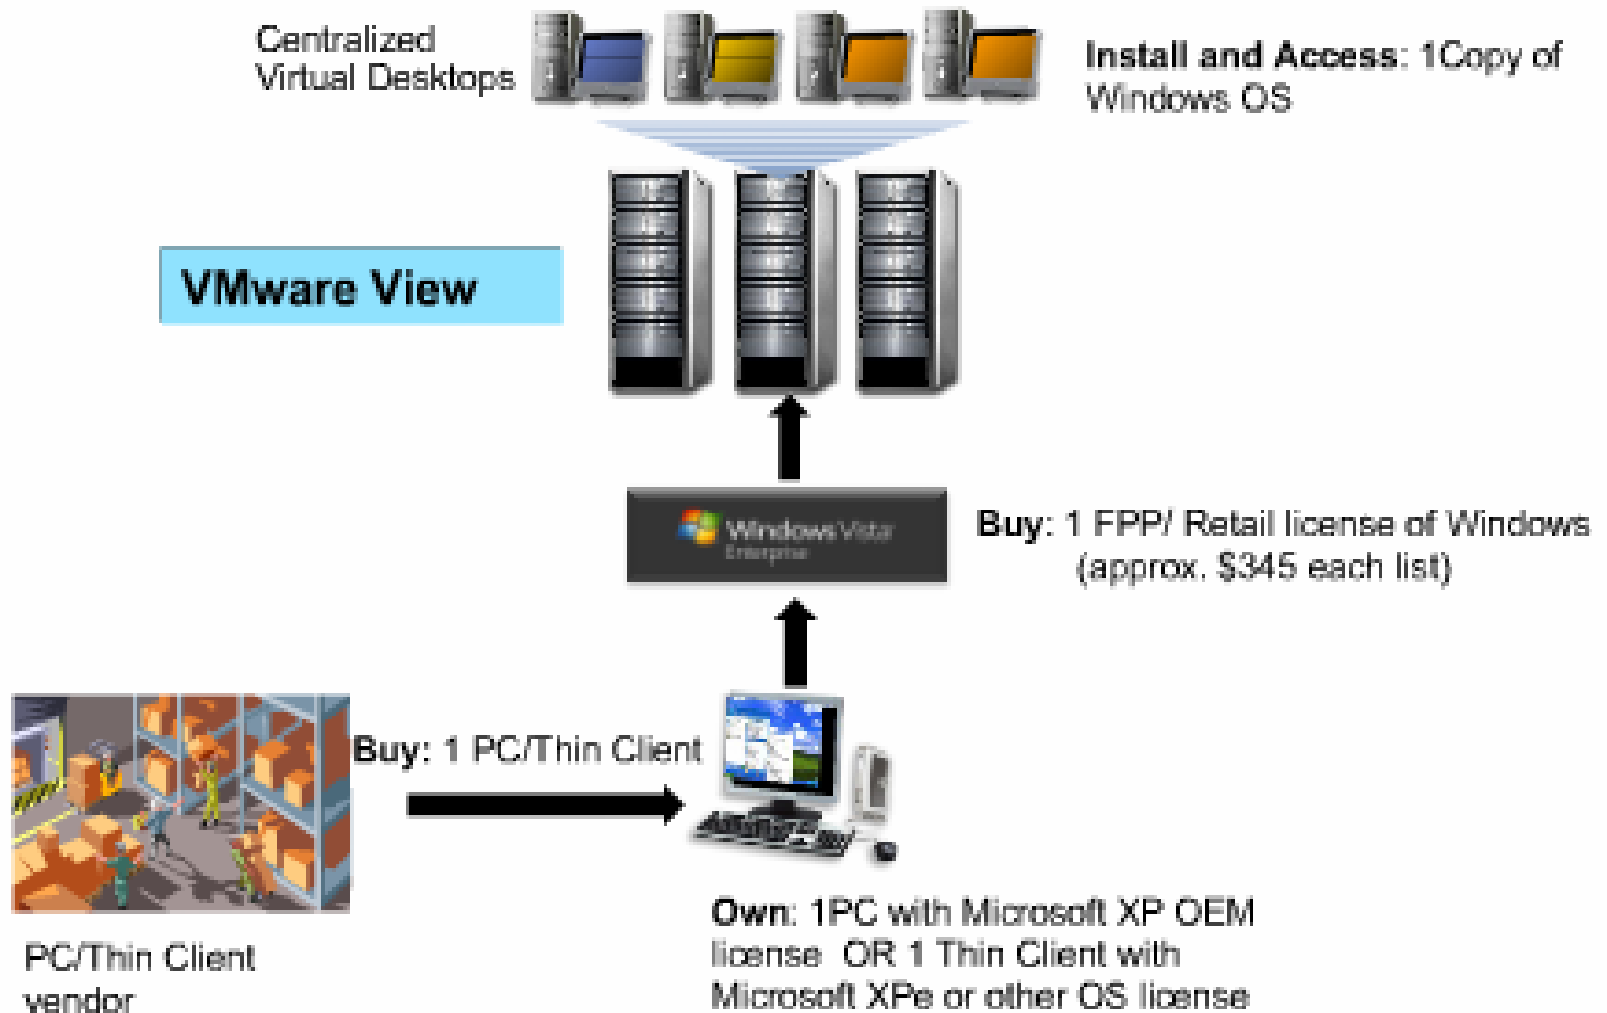 Centralized
Virtual Desktops
Install and Access: 1Copy of
Windows OS
VMware View
Windows Vista
Enterprise
Buy: 1 FPP/ Retail license of Windows
(approx. $345 each list)
Buy: 1 PC/Thin Client
Own: 1PC with Microsoft XP OEM
license OR 1 Thin Client with
Microsoft XPe or other OS license
PC/Thin Client
vendor